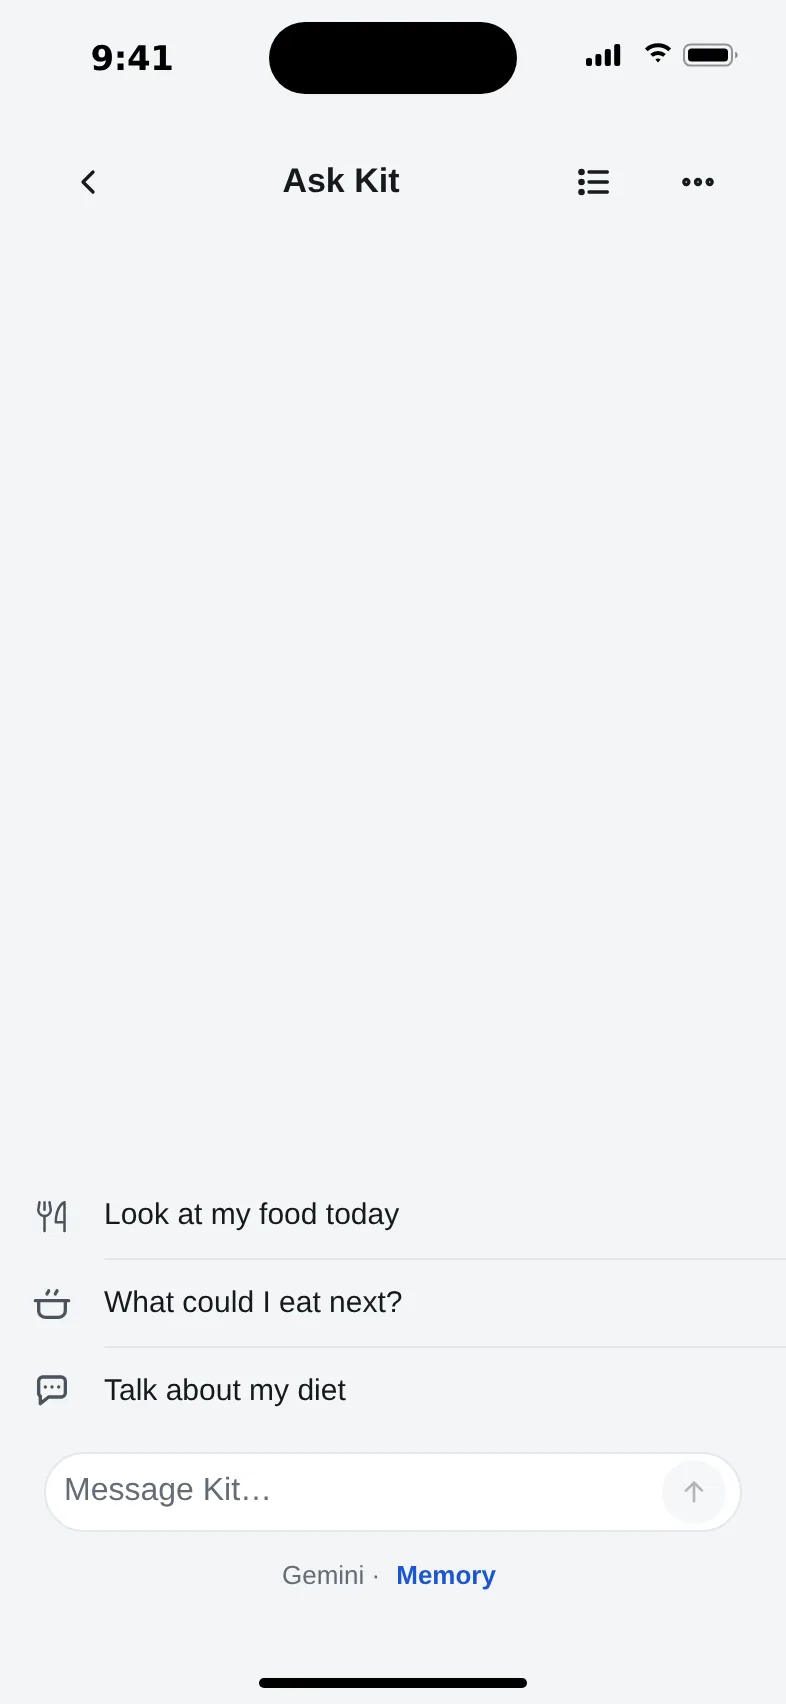 9:41
Ask Kit
Look at my food today
What could I eat next?
Talk about my diet
Message Kit…
Gemini · Memory